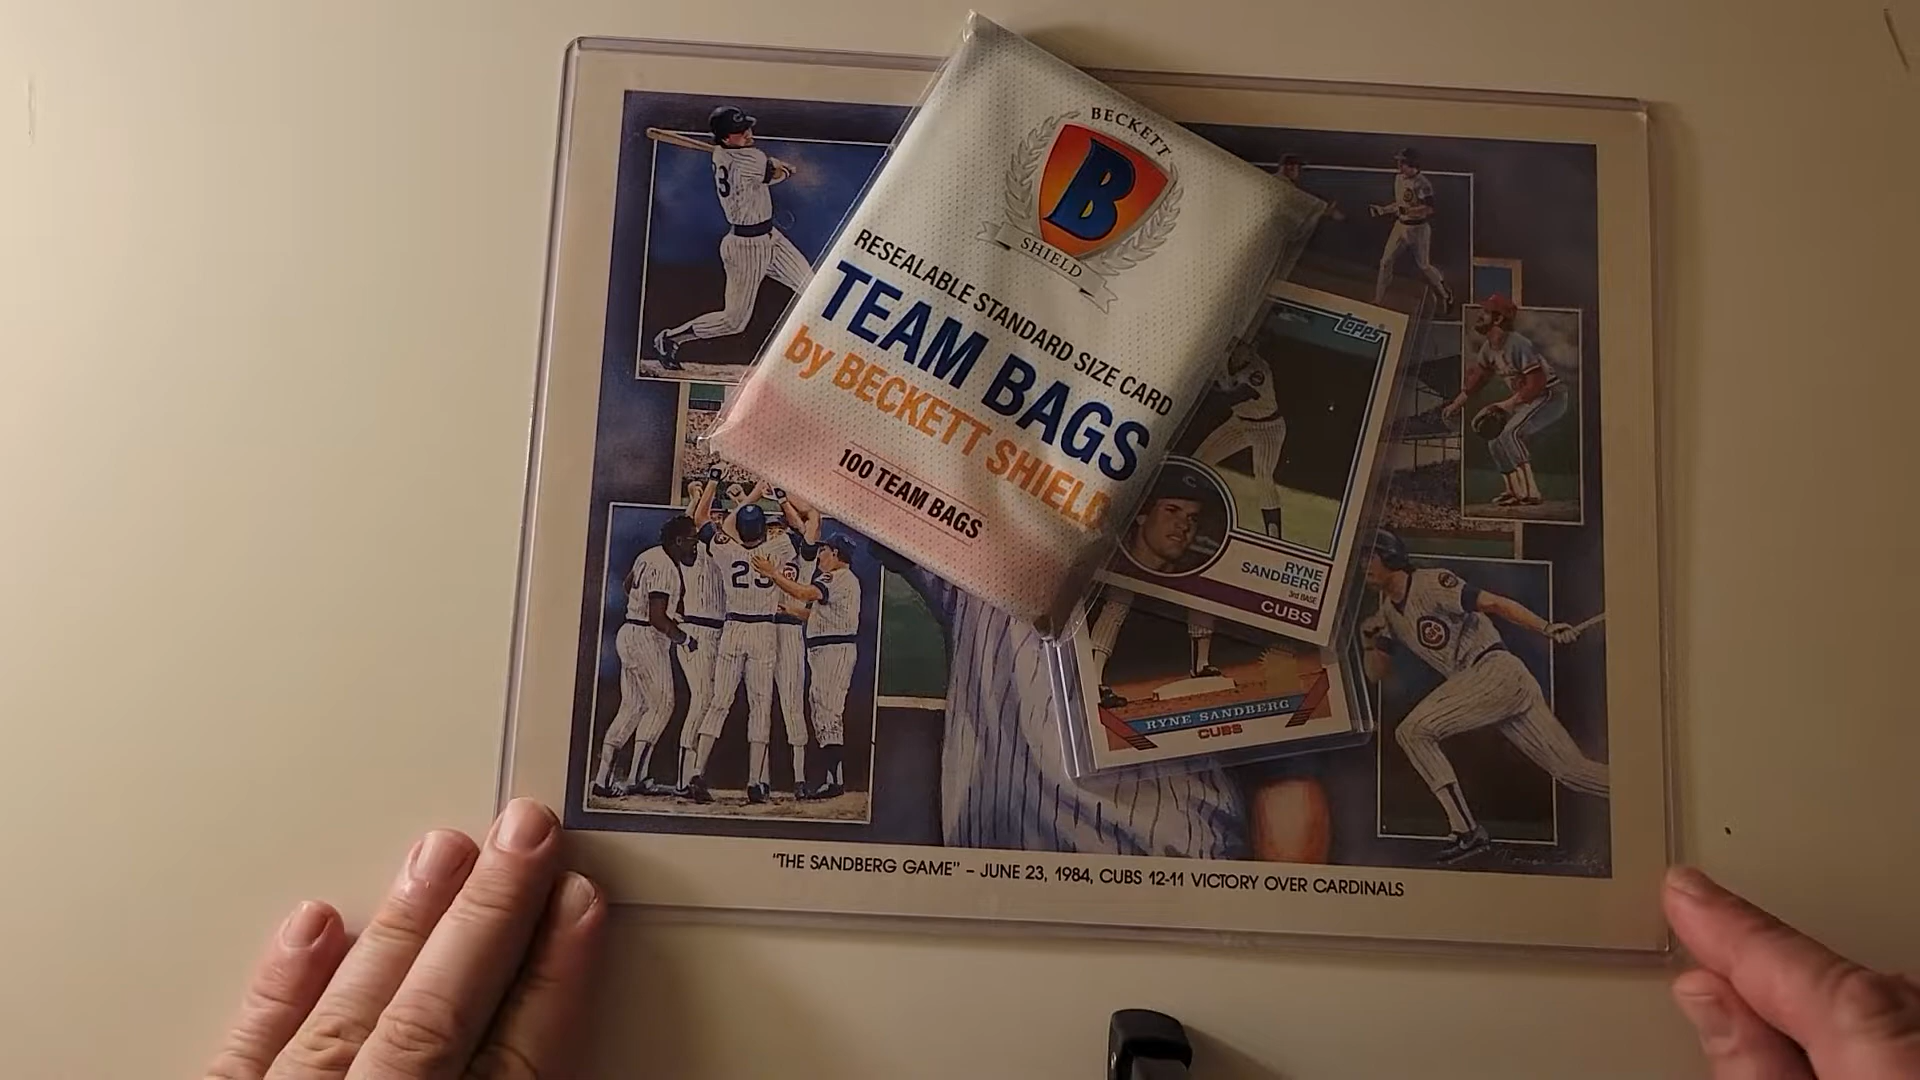 BECKETT
B
SHIELD
RESEALABLE STANDARD SIZE CARD
TEAM BAGS
by BECKETT SHIELD
100 TEAM BAGS
TOPPS
C
RYNE
SANDBERG
3rd BASE
CUBS
RYNE SANDBERG
CUBS
23
"THE SANDBERG GAME" – JUNE 23, 1984, CUBS 12-11 VICTORY OVER CARDINALS